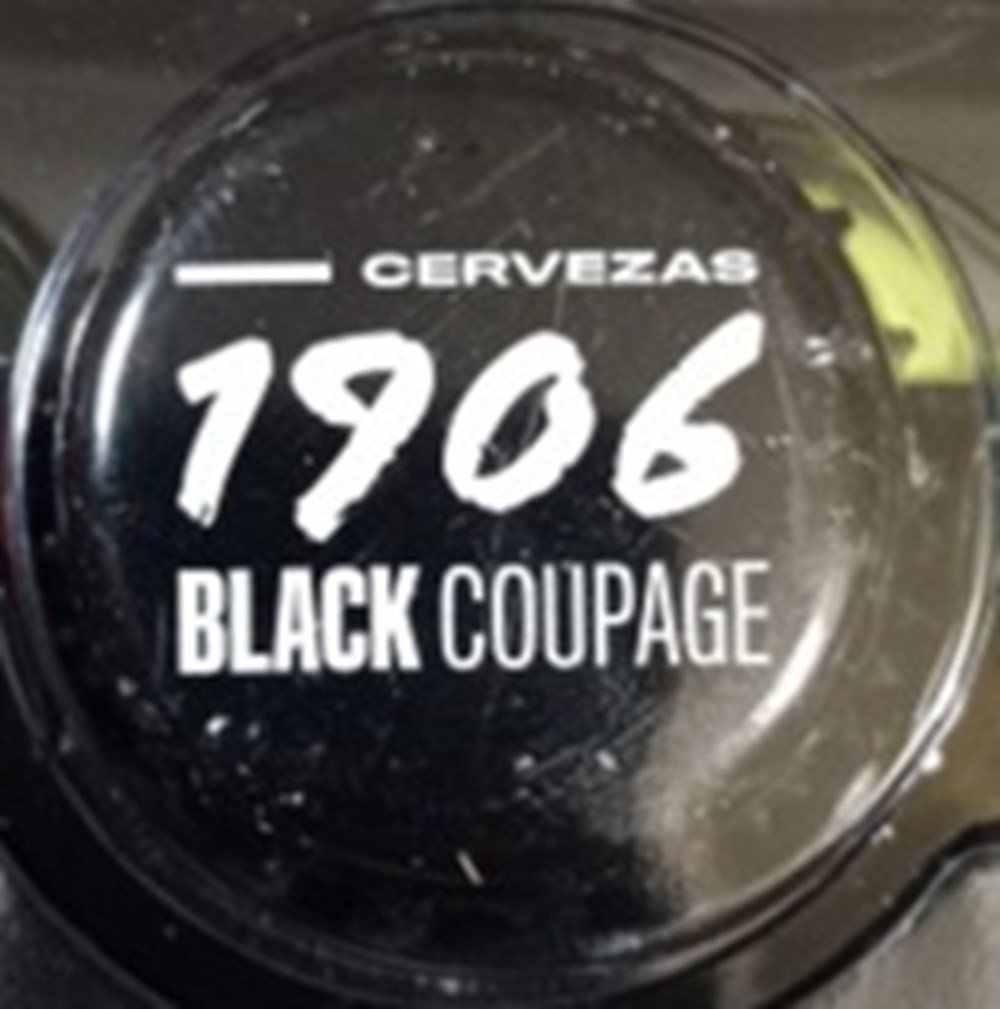 CERVEZAS
1906
BLACK COUPAGE